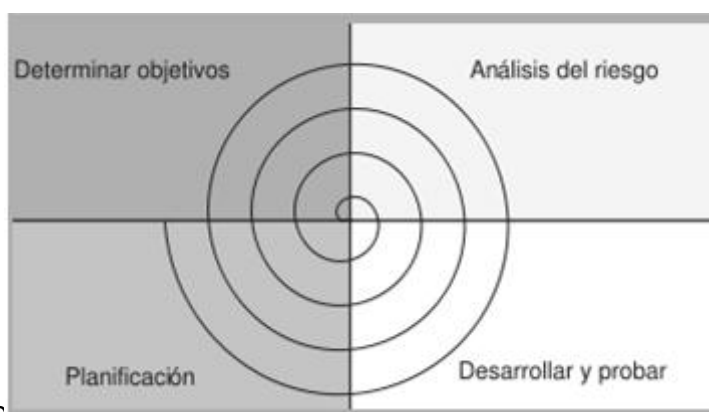 Determinar objetivos
Análisis del riesgo
Planificación
Desarrollar y probar